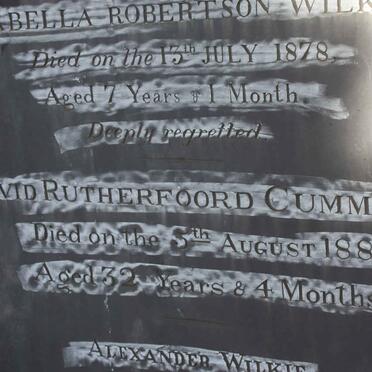 ABELLA ROBERTSON WILK
Died on the 13th JULY 1878,
Aged 7 Years & 1 Month.
Deeply regretted
VID RUTHERFOORD CUMM
Died on the 5th AUGUST 188
Aged 32 Years & 4 Months
ALEXANDER WILKIE